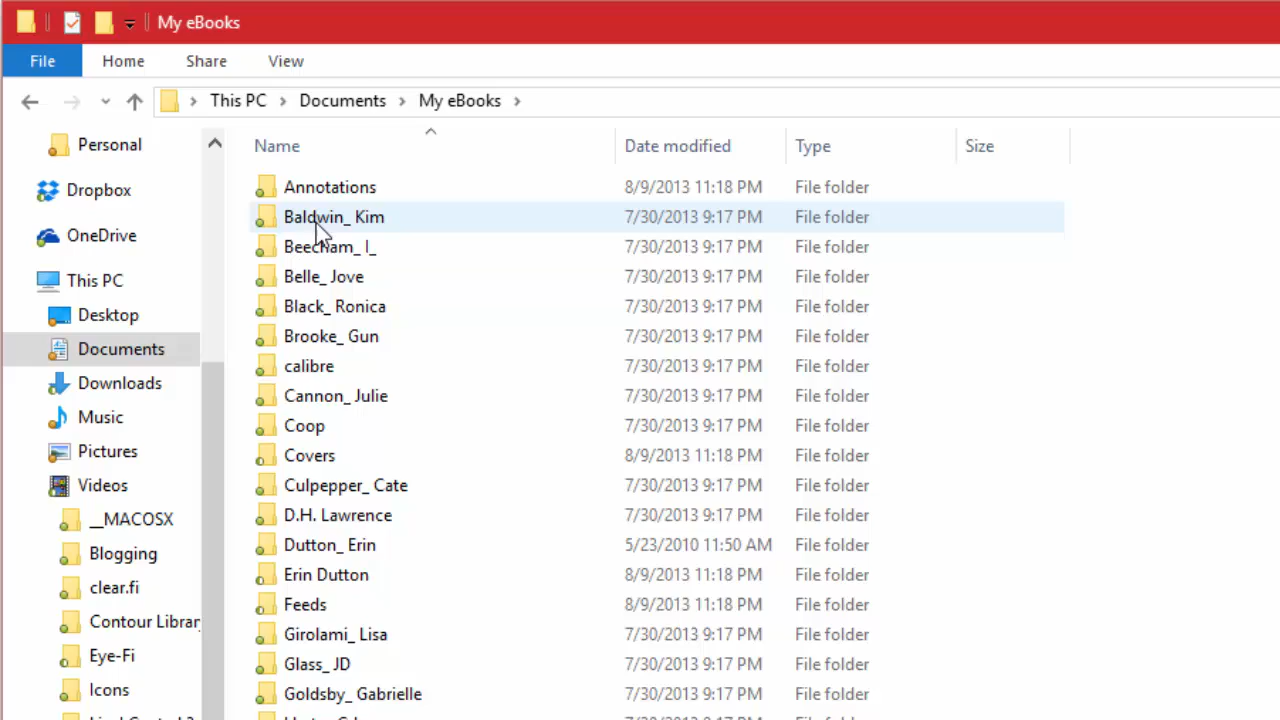 My eBooks
File Home Share View
This PC Documents My eBooks
Personal
Dropbox
OneDrive
This PC
Desktop
Documents
Downloads
Music
Pictures
Videos
__MACOSX
Blogging
clear.fi
Contour Librar
Eye-Fi
Icons
Name Date modified Type Size
Annotations 8/9/2013 11:18 PM File folder
Baldwin_ Kim 7/30/2013 9:17 PM File folder
Beecham_ I_ 7/30/2013 9:17 PM File folder
Belle_ Jove 7/30/2013 9:17 PM File folder
Black_ Ronica 7/30/2013 9:17 PM File folder
Brooke_ Gun 7/30/2013 9:17 PM File folder
calibre 7/30/2013 9:17 PM File folder
Cannon_ Julie 7/30/2013 9:17 PM File folder
Coop 7/30/2013 9:17 PM File folder
Covers 8/9/2013 11:18 PM File folder
Culpepper_ Cate 7/30/2013 9:17 PM File folder
D.H. Lawrence 7/30/2013 9:17 PM File folder
Dutton_ Erin 5/23/2010 11:50 AM File folder
Erin Dutton 8/9/2013 11:18 PM File folder
Feeds 8/9/2013 11:18 PM File folder
Girolami_ Lisa 7/30/2013 9:17 PM File folder
Glass_ JD 7/30/2013 9:17 PM File folder
Goldsby_ Gabrielle 7/30/2013 9:17 PM File folder